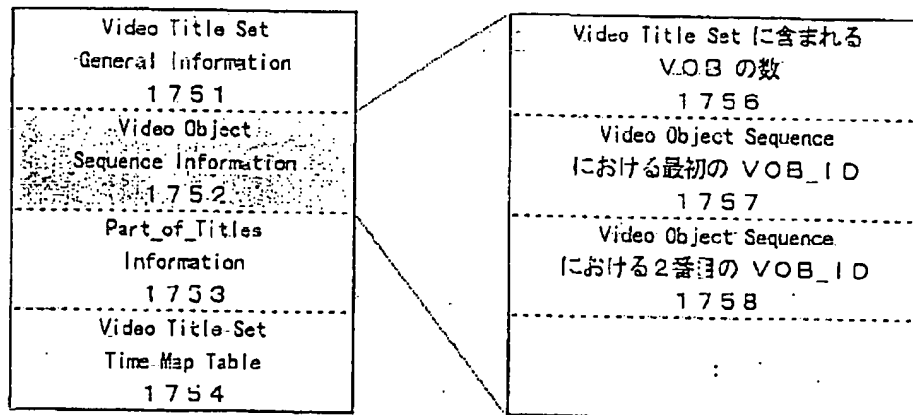 Video Title Set
General Information
1751
Video Object
Sequence Information
1752
Part_of_Titles
Information
1753
Video Title Set
Time Map Table
1754
Video Title Set に含まれる
VOB の数
1756
Video Object Sequence
における最初の VOB_ID
1757
Video Object Sequence
における2番目の VOB_ID
1758
: